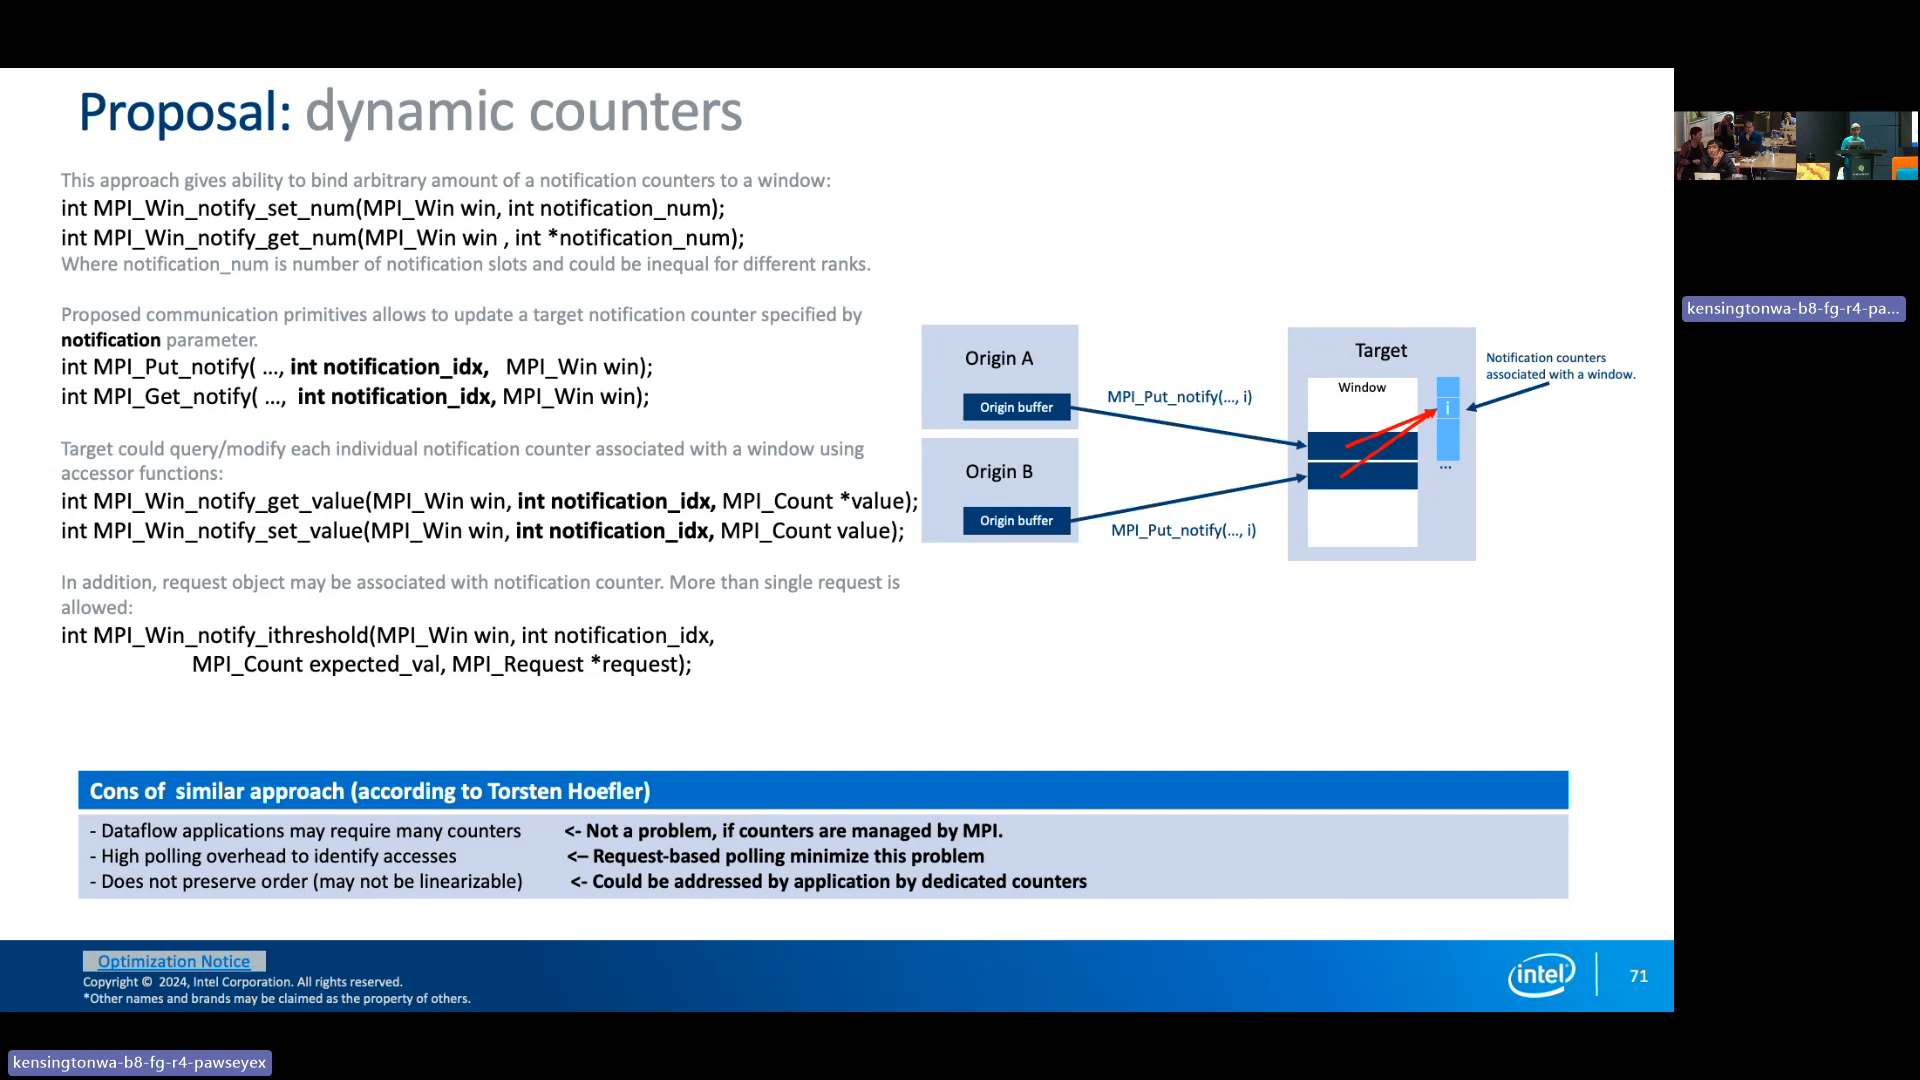 Proposal: dynamic counters
This approach gives ability to bind arbitrary amount of a notification counters to a window:
int MPI_Win_notify_set_num(MPI_Win win, int notification_num);
int MPI_Win_notify_get_num(MPI_Win win , int *notification_num);
Where notification_num is number of notification slots and could be inequal for different ranks.
Proposed communication primitives allows to update a target notification counter specified by
notification parameter.
int MPI_Put_notify( ..., int notification_idx, MPI_Win win);
int MPI_Get_notify( ..., int notification_idx, MPI_Win win);
Target could query/modify each individual notification counter associated with a window using
accessor functions:
int MPI_Win_notify_get_value(MPI_Win win, int notification_idx, MPI_Count *value);
int MPI_Win_notify_set_value(MPI_Win win, int notification_idx, MPI_Count value);
In addition, request object may be associated with notification counter. More than single request is
allowed:
int MPI_Win_notify_ithreshold(MPI_Win win, int notification_idx,
MPI_Count expected_val, MPI_Request *request);
Origin A
Origin buffer
MPI_Put_notify(..., i)
Origin B
Origin buffer
MPI_Put_notify(..., i)
Target
Window
i
...
Notification counters
associated with a window.
Cons of similar approach (according to Torsten Hoefler)
- Dataflow applications may require many counters <- Not a problem, if counters are managed by MPI.
- High polling overhead to identify accesses <– Request-based polling minimize this problem
- Does not preserve order (may not be linearizable) <- Could be addressed by application by dedicated counters
Optimization Notice
Copyright © 2024, Intel Corporation. All rights reserved.
*Other names and brands may be claimed as the property of others.
intel
71
kensingtonwa-b8-fg-r4-pa...
kensingtonwa-b8-fg-r4-pawseyex